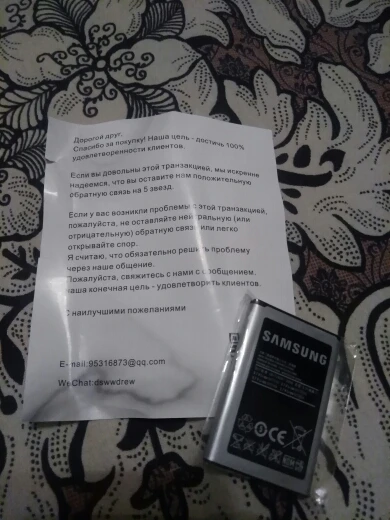 Дорогой друг,
Спасибо за покупку! Наша цель - достичь 100%
удовлетворенности клиентов.
Если вы довольны этой транзакцией, мы искренне
надеемся, что вы оставите нам положительную
обратную связь на 5 звезд.
Если у вас возникли проблемы с этой транзакцией,
пожалуйста, не оставляйте нейтральную (или
отрицательную) обратную связь или легко
открывайте спор.
Я считаю, что обязательно решить проблему
через наше общение.
Пожалуйста, свяжитесь с нами с сообщением.
наша конечная цель - удовлетворить клиентов.
С наилучшими пожеланиями
E-mail:95316873@qq.com
WeChat:dswwdrew
SAMSUNG
CE